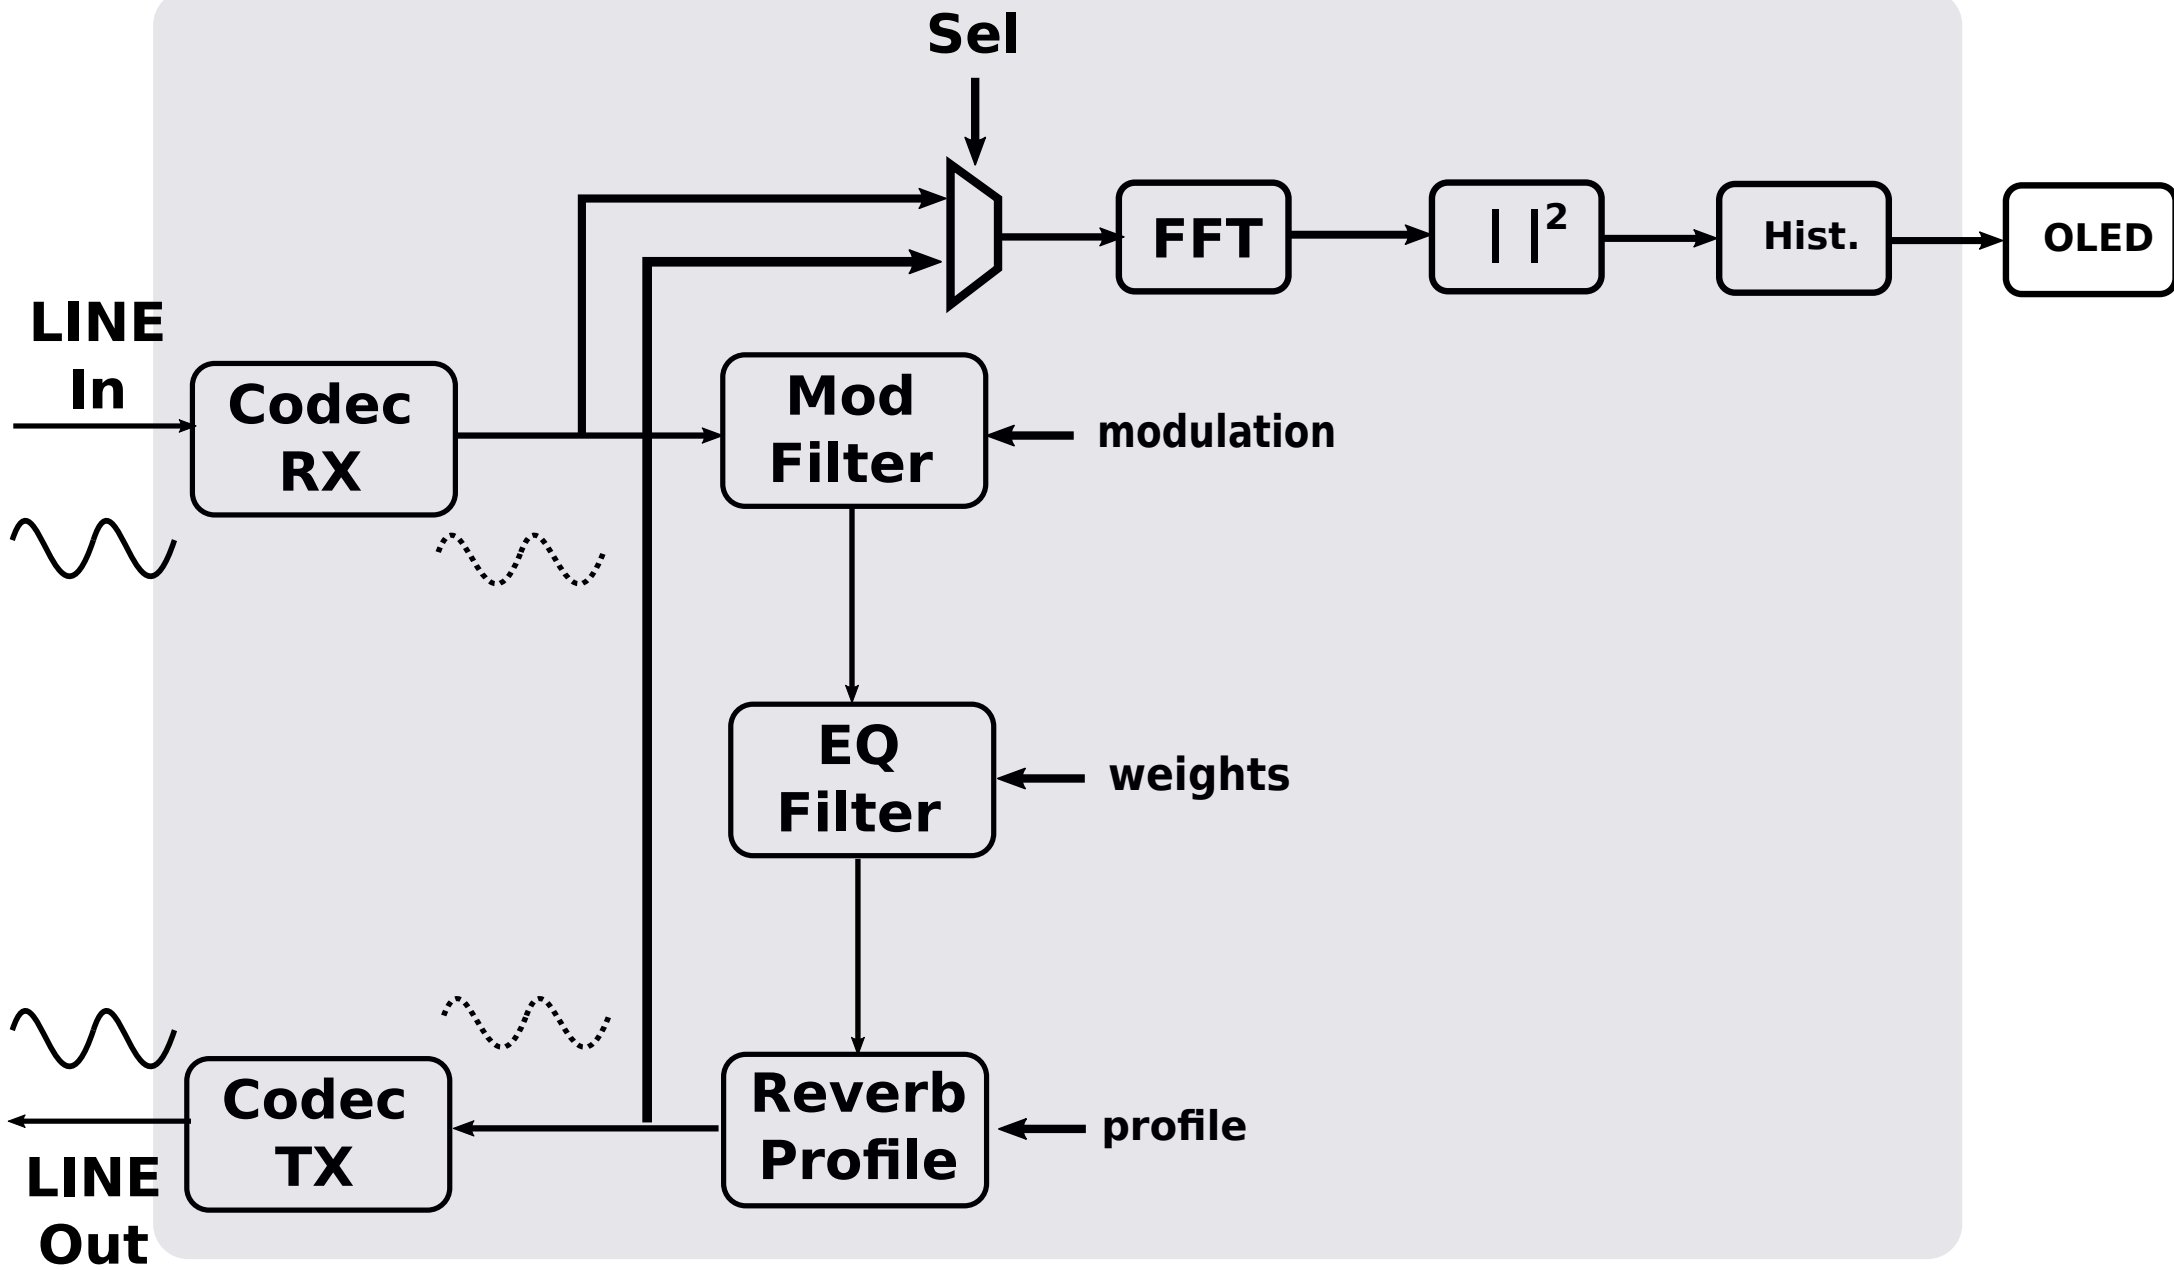 Sel
FFT
| |²
Hist.
OLED
LINE
In
Codec
RX
Mod
Filter
modulation
EQ
Filter
weights
Codec
TX
Reverb
Profile
profile
LINE
Out